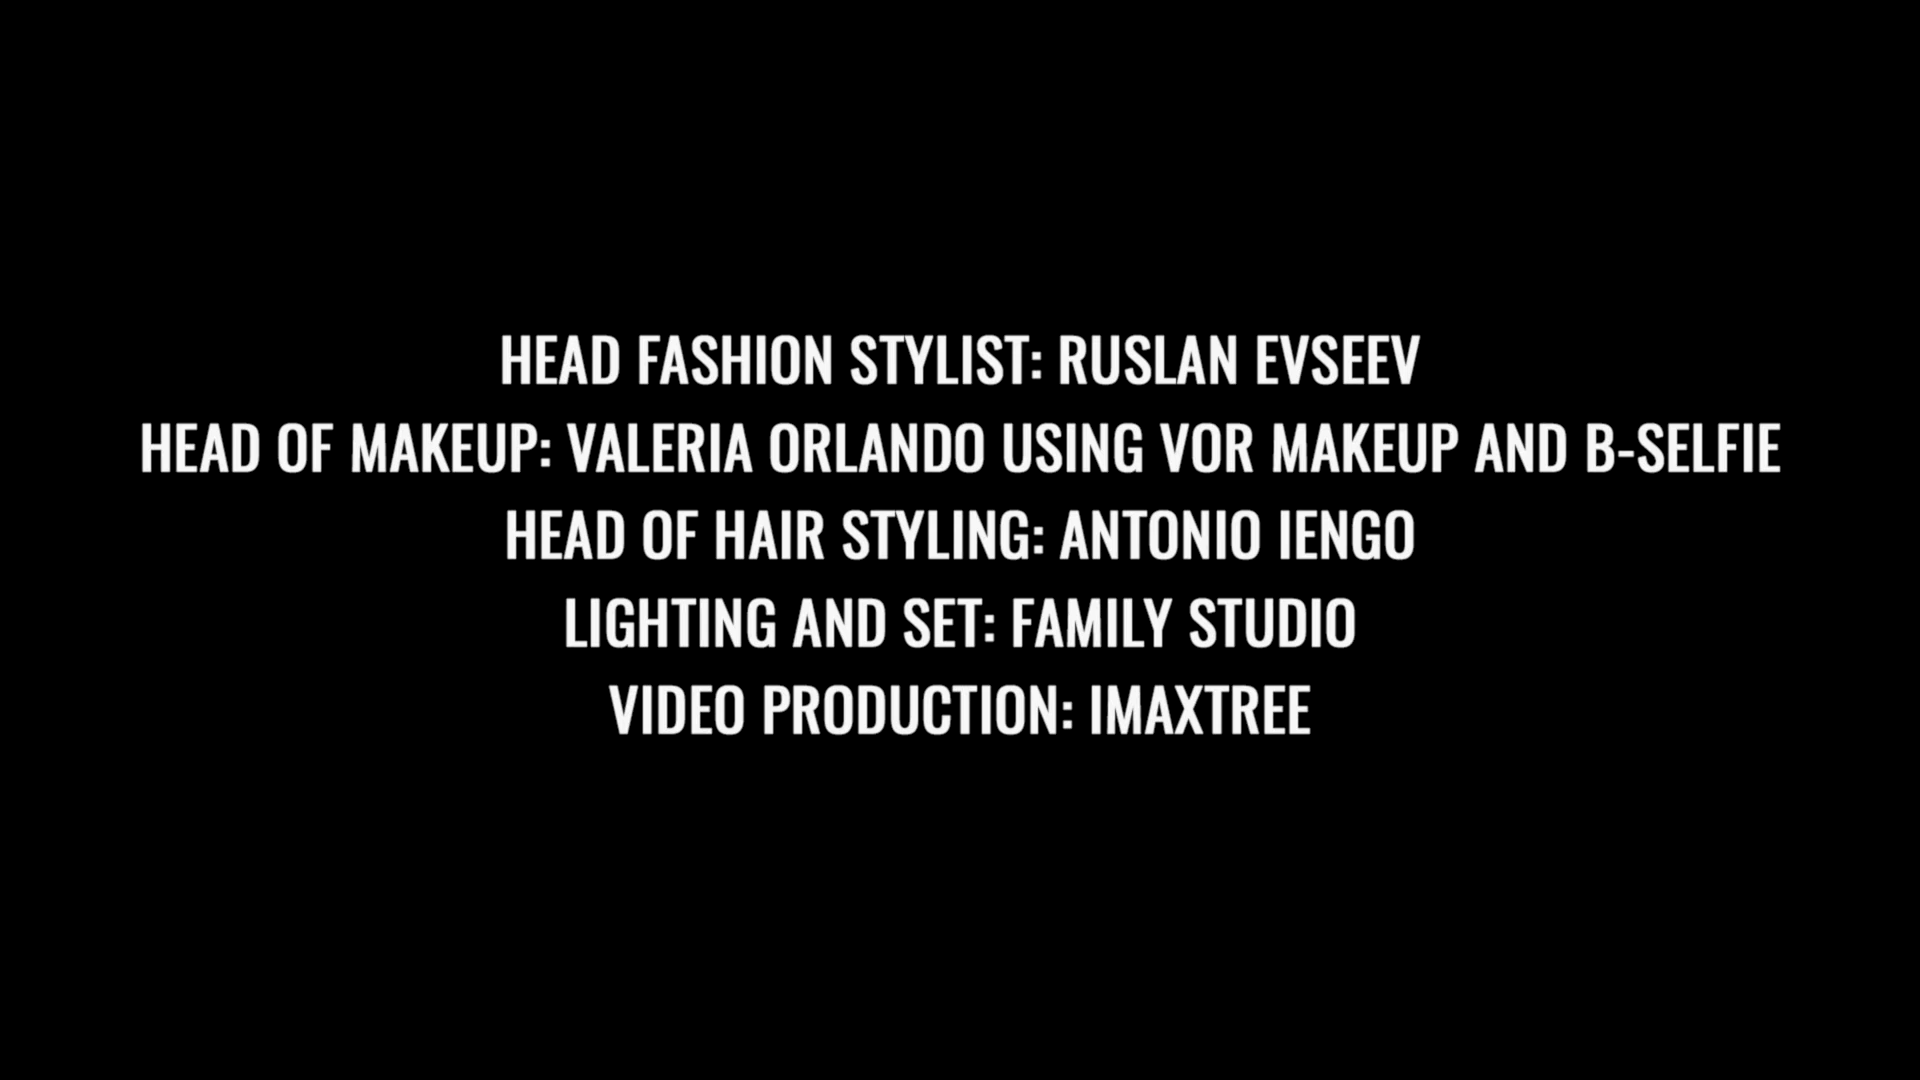 HEAD FASHION STYLIST: RUSLAN EVSEEV
HEAD OF MAKEUP: VALERIA ORLANDO USING VOR MAKEUP AND B-SELFIE
HEAD OF HAIR STYLING: ANTONIO IENGO
LIGHTING AND SET: FAMILY STUDIO
VIDEO PRODUCTION: IMAXTREE